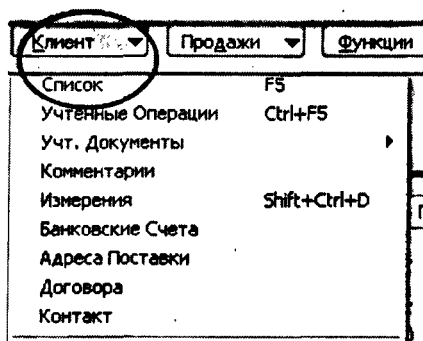 Клиент Продажи Функции
Список F5
Учтенные Операции Ctrl+F5
Учт. Документы
Комментарии
Измерения Shift+Ctrl+D
Банковские Счета
Адреса Поставки
Договора
Контакт